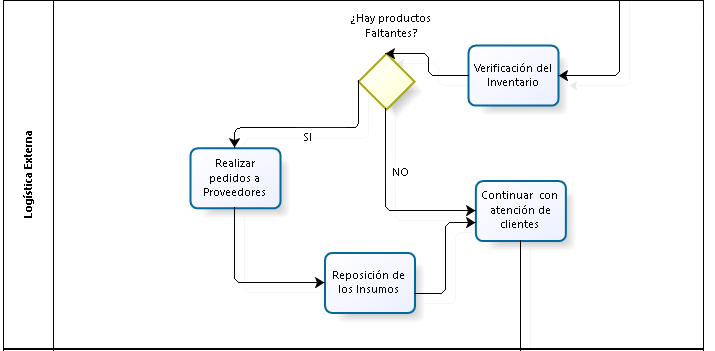 ¿Hay productos
Faltantes?
Verificación del
Inventario
SI
Realizar
pedidos a
Proveedores
NO
Continuar con
atención de
clientes
Reposición de
los Insumos
Logística Externa